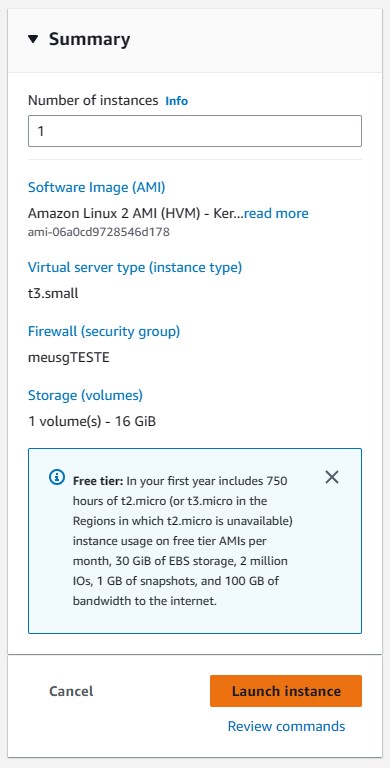 Summary
Number of instances Info
1
Software Image (AMI)
Amazon Linux 2 AMI (HVM) - Ker...read more
ami-06a0cd9728546d178
Virtual server type (instance type)
t3.small
Firewall (security group)
meusgTESTE
Storage (volumes)
1 volume(s) - 16 GiB
Free tier: In your first year includes 750
hours of t2.micro (or t3.micro in the
Regions in which t2.micro is unavailable)
instance usage on free tier AMIs per
month, 30 GiB of EBS storage, 2 million
IOs, 1 GB of snapshots, and 100 GB of
bandwidth to the internet.
Cancel
Launch instance
Review commands